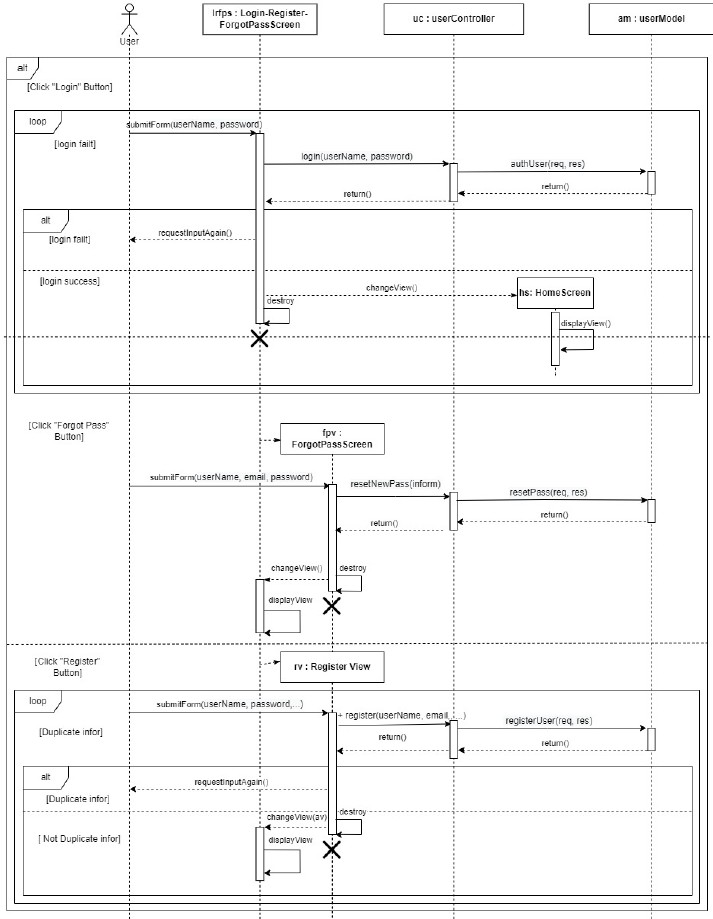 lrfps : Login-Register-
ForgotPassScreen
uc : userController
am : userModel
User
alt
[Click "Login" Button]
loop
submitForm(userName, password)
[login failt]
login(userName, password)
authUser(req, res)
return()
return()
alt
requestInputAgain()
[login failt]
[login success]
changeView()
hs: HomeScreen
destroy
displayView()
[Click "Forgot Pass"
Button]
fpv :
ForgotPassScreen
submitForm(userName, email, password)
resetNewPass(inform)
resetPass(req, res)
return()
return()
changeView()
destroy
displayView
[Click "Register"
Button]
rv : Register View
loop
submitForm(userName, password,...)
+ register(userName, email, ...)
registerUser(req, res)
[Duplicate infor]
return()
return()
alt
requestInputAgain()
[Duplicate infor]
changeView(av)
destroy
[ Not Duplicate infor]
displayView